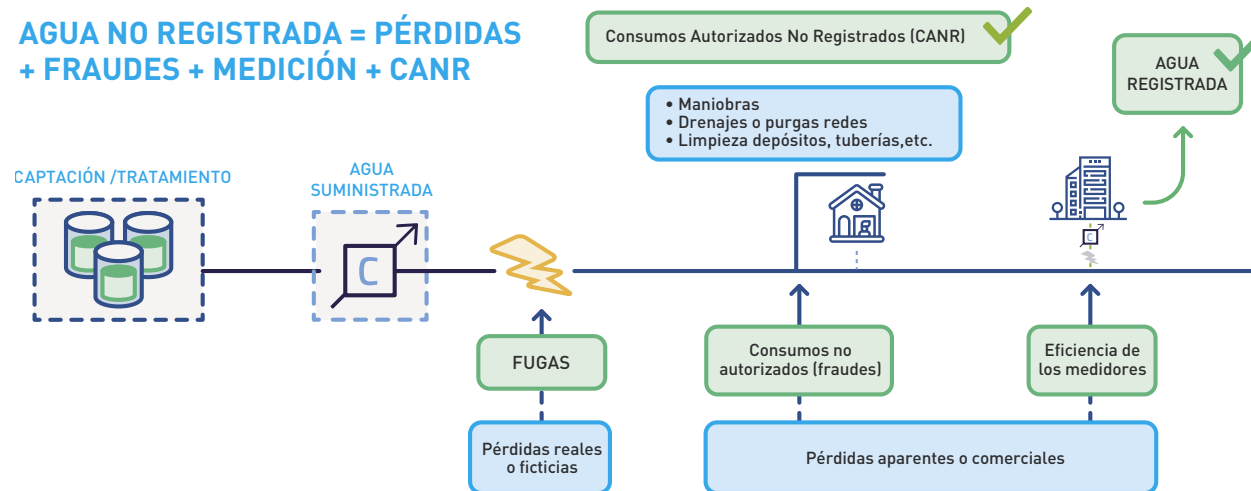 AGUA NO REGISTRADA = PÉRDIDAS
+ FRAUDES + MEDICIÓN + CANR
Consumos Autorizados No Registrados (CANR)
AGUA
REGISTRADA
• Maniobras
• Drenajes o purgas redes
• Limpieza depósitos, tuberías,etc.
CAPTACIÓN /TRATAMIENTO
AGUA
SUMINISTRADA
C
C
FUGAS
Consumos no
autorizados (fraudes)
Eficiencia de
los medidores
Pérdidas reales
o ficticias
Pérdidas aparentes o comerciales